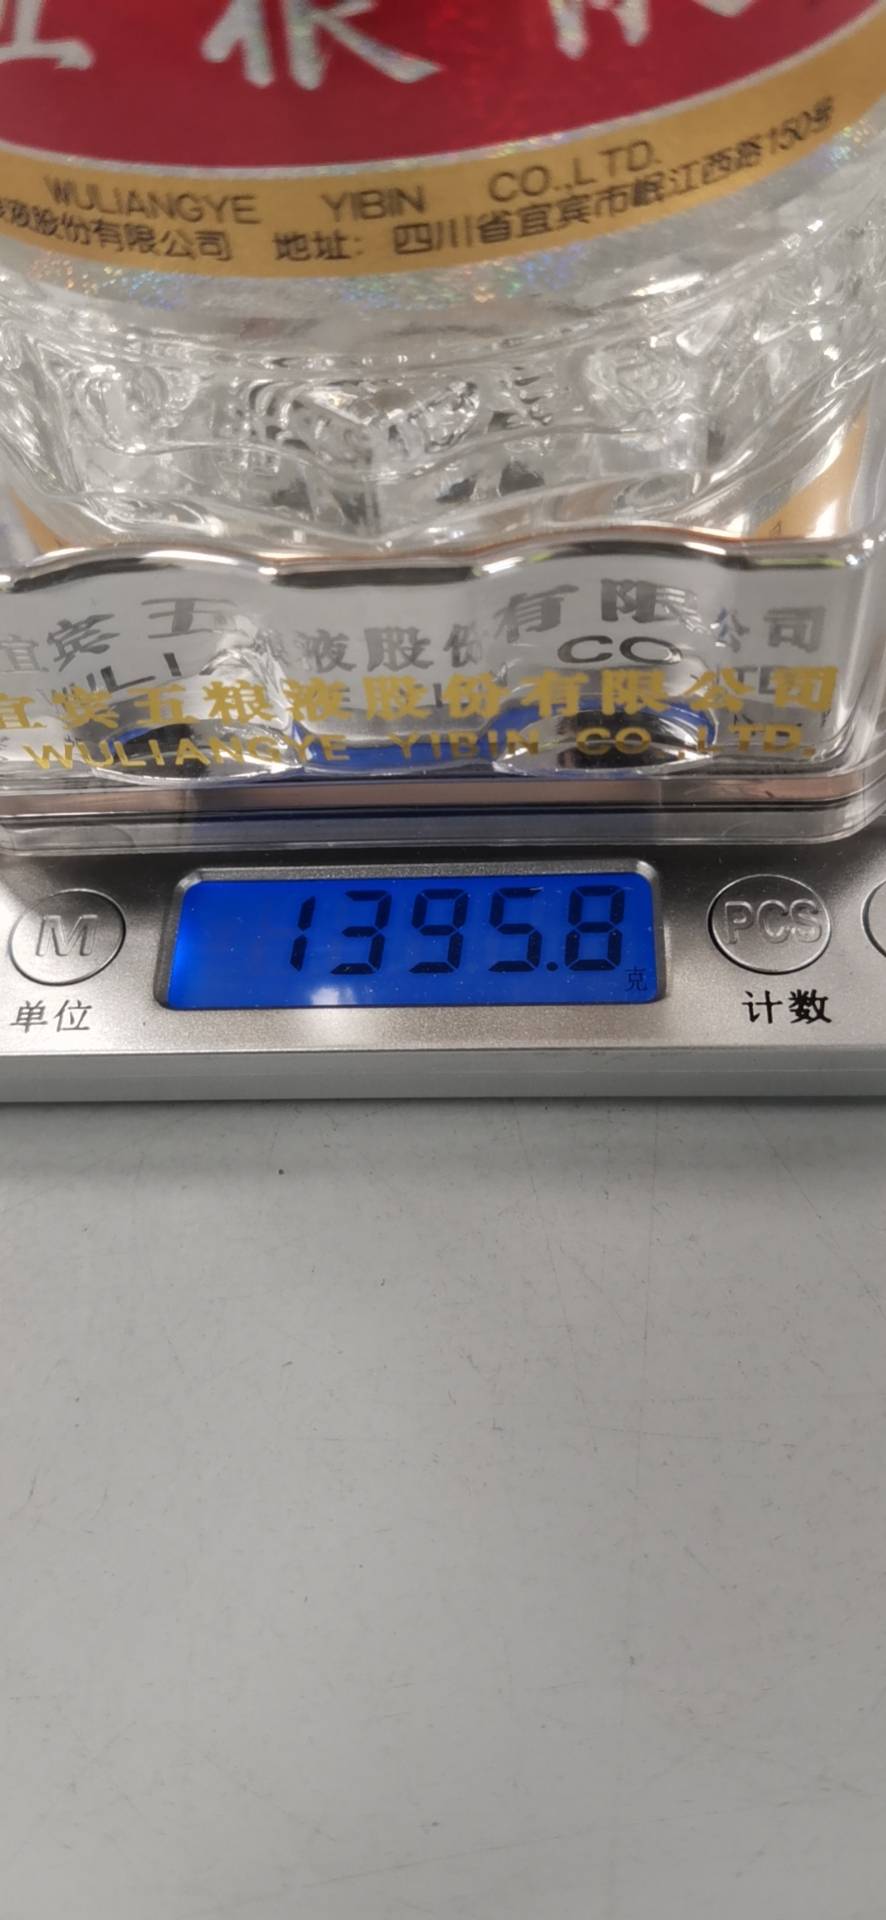 WULIANGYE YIBIN CO.,LTD.
液股份有限公司 地址：四川省宜宾市岷江西路150号
宜宾五粮液股份有限公司
CO
宜宾五粮液股份有限公司
WULIANGYE YIBIN CO.,LTD.
1395.8
克
M
单位
PCS
计数